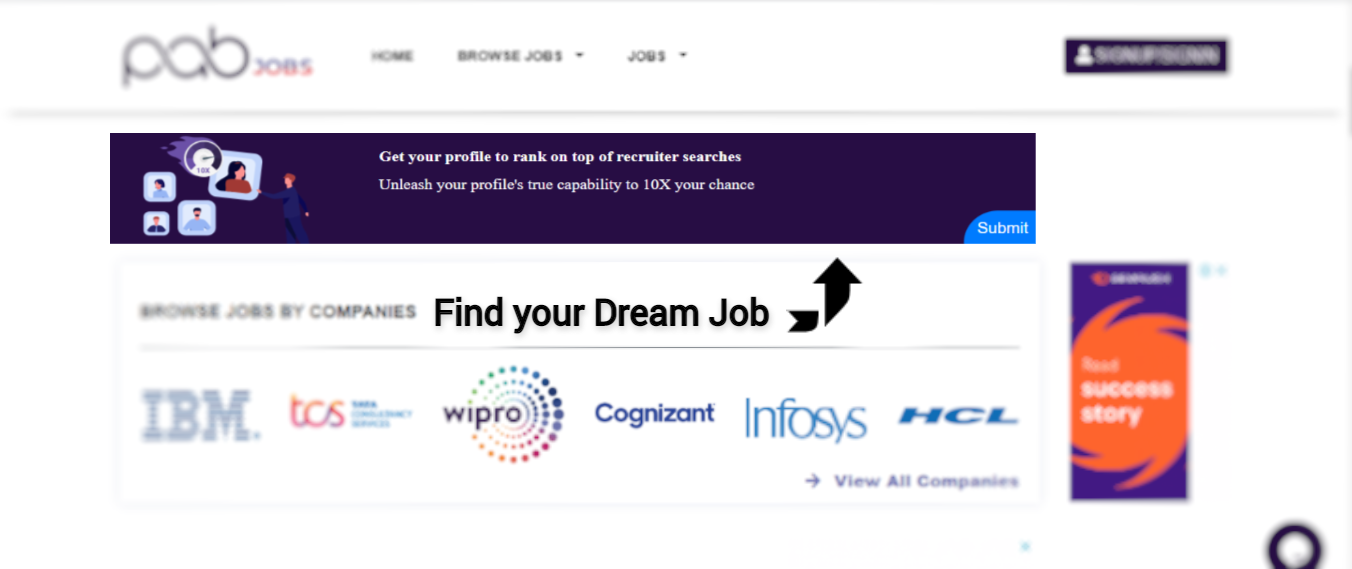 pab JOBS
HOME
BROWSE JOBS
JOBS
SIGNUP/SIGNIN
10X
Get your profile to rank on top of recruiter searches
Unleash your profile's true capability to 10X your chance
Submit
BROWSE JOBS BY COMPANIES
Find your Dream Job
IBM.
tcs TATA CONSULTANCY SERVICES
wipro
Cognizant
Infosys
HCL
→ View All Companies
Read
success
story